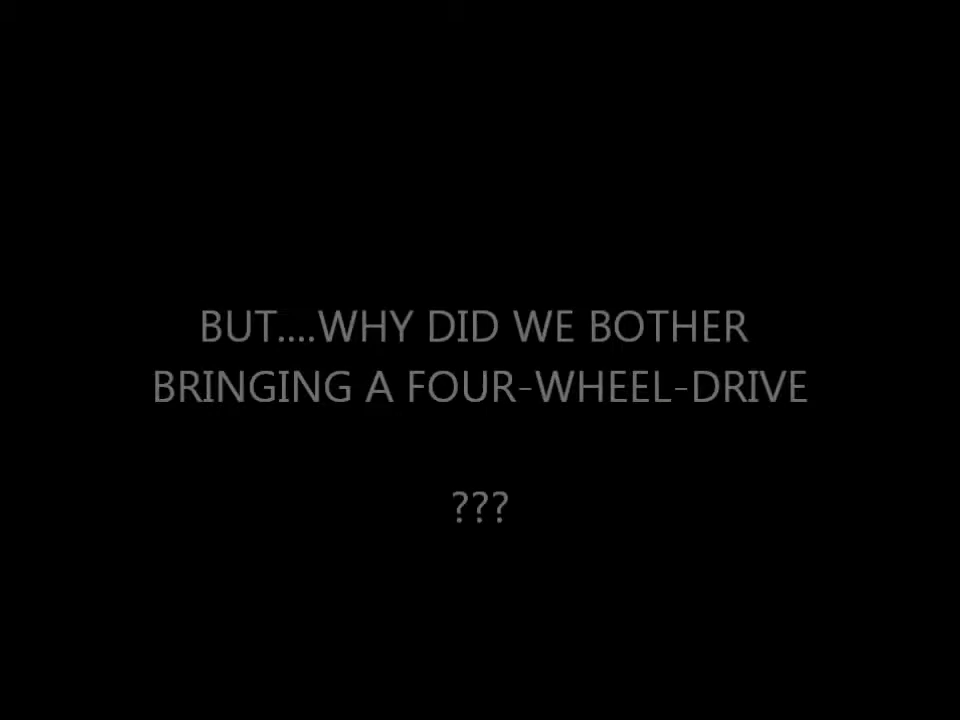 BUT....WHY DID WE BOTHER
BRINGING A FOUR-WHEEL-DRIVE
???